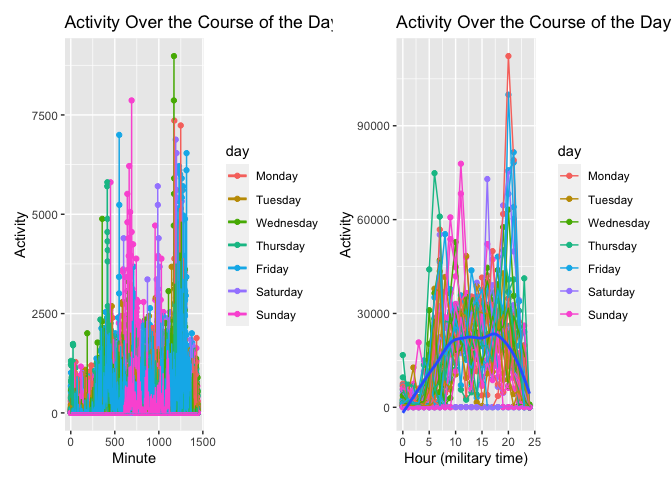 Activity Over the Course of the Da
Activity
7500
5000
2500
0
0 500 1000 1500
Minute
day
Monday
Tuesday
Wednesday
Thursday
Friday
Saturday
Sunday
Activity Over the Course of the Day
Activity
90000
60000
30000
0
0 5 10 15 20 25
Hour (military time)
day
Monday
Tuesday
Wednesday
Thursday
Friday
Saturday
Sunday